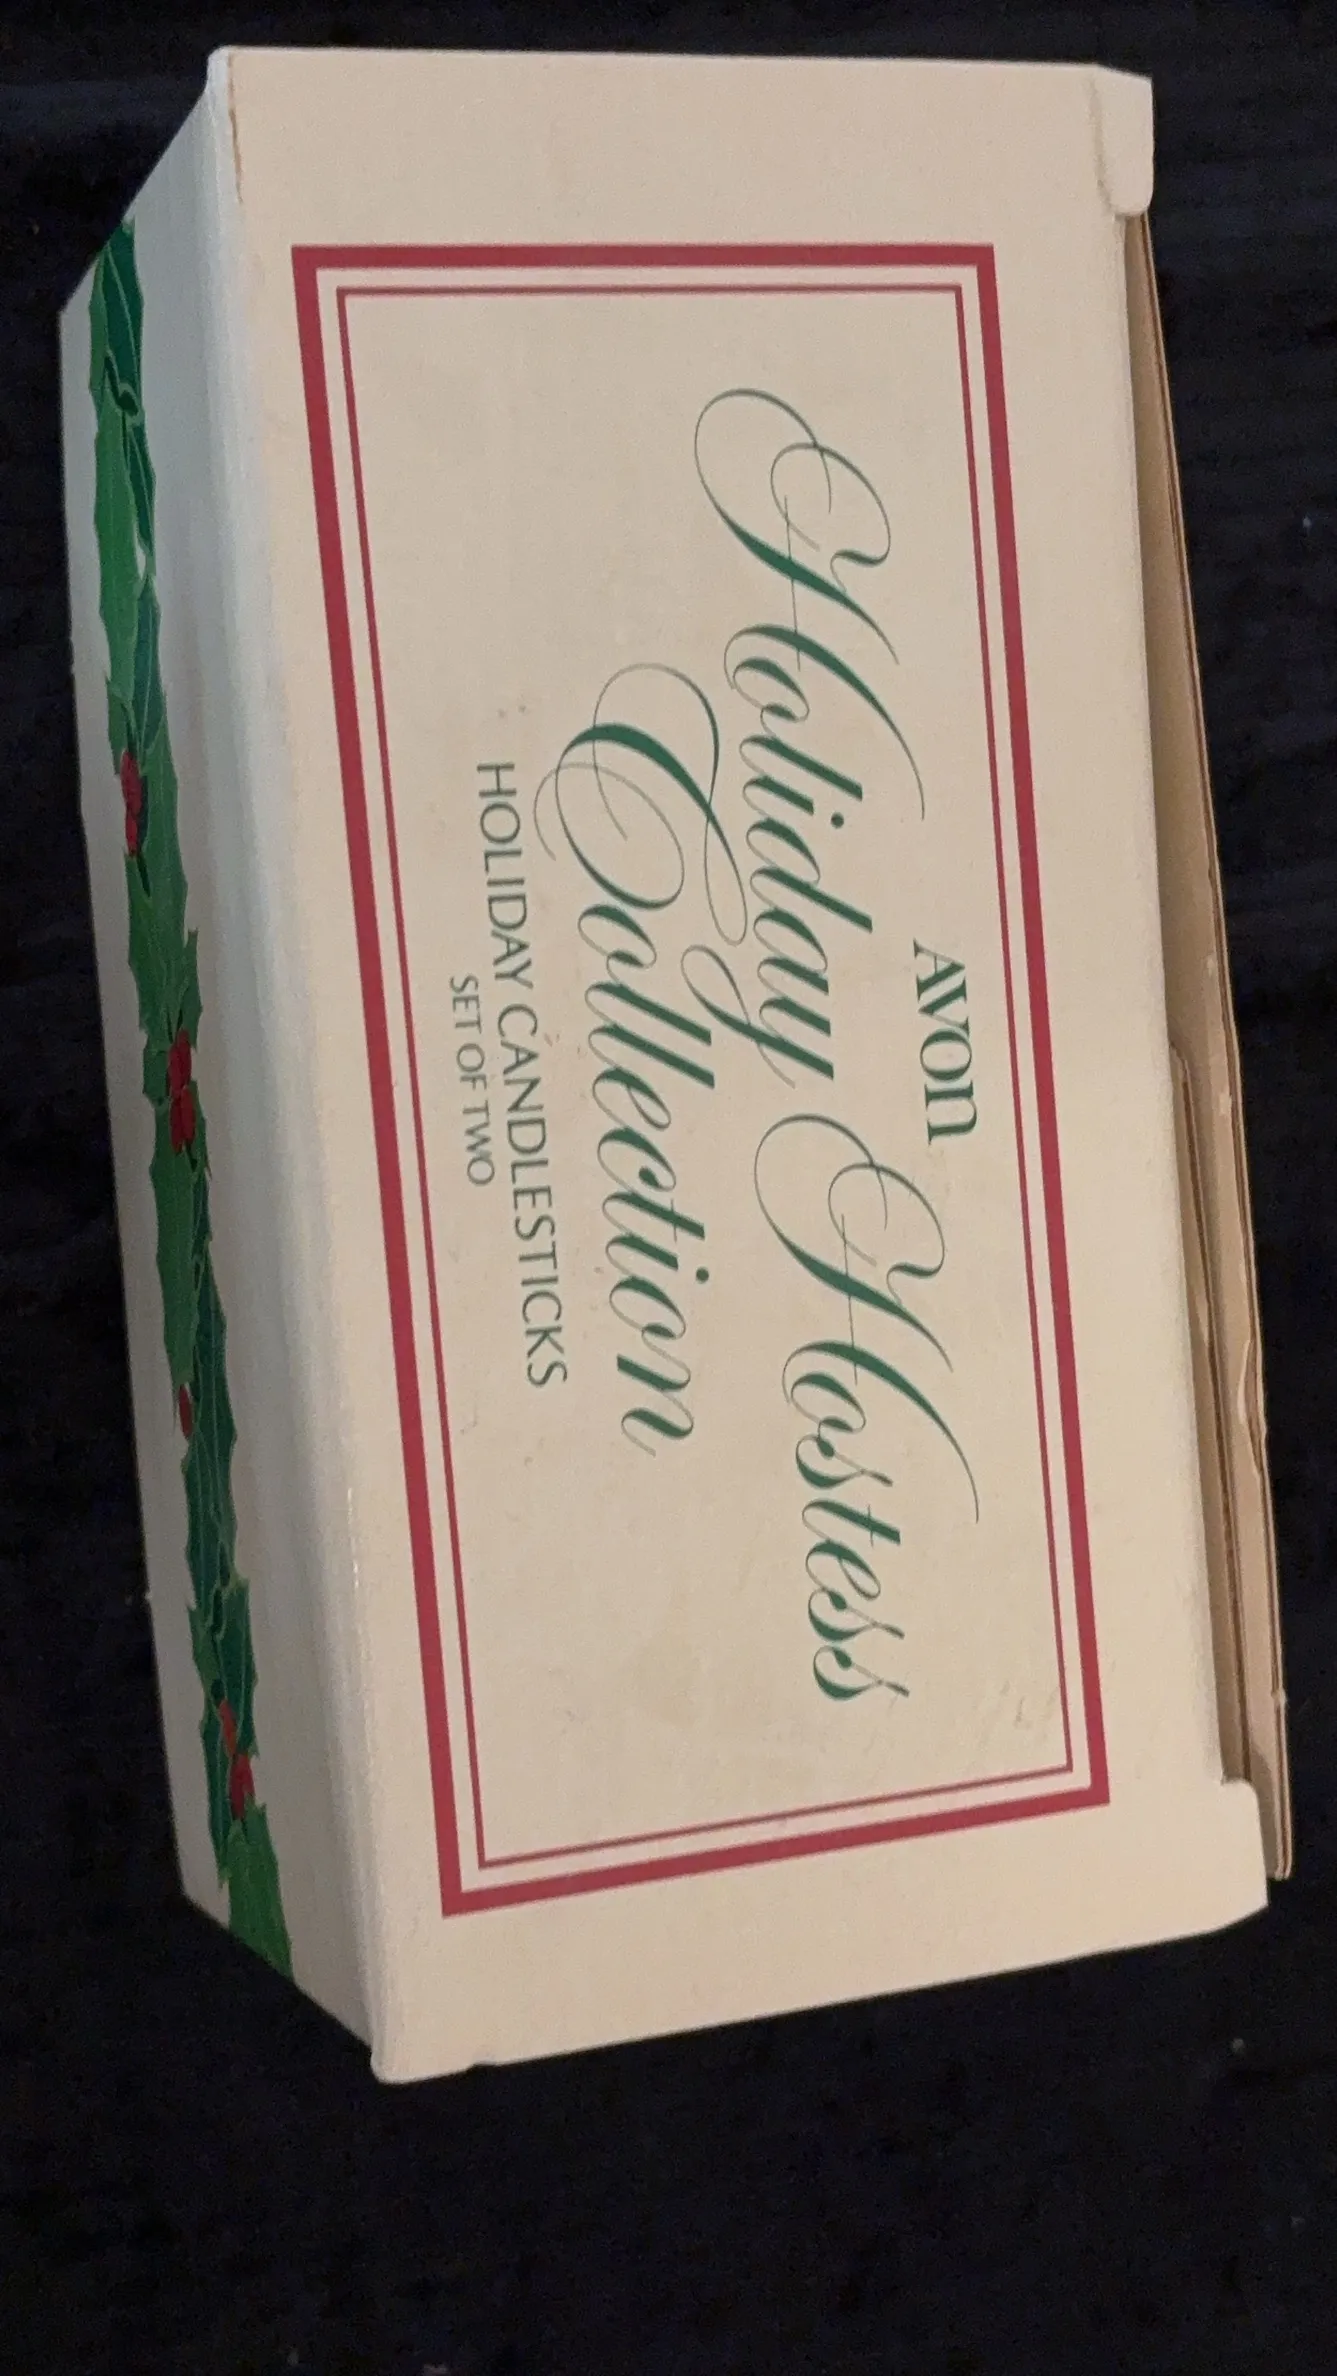 AVON
Holiday Hostess
Collection
HOLIDAY CANDLESTICKS
SET OF TWO